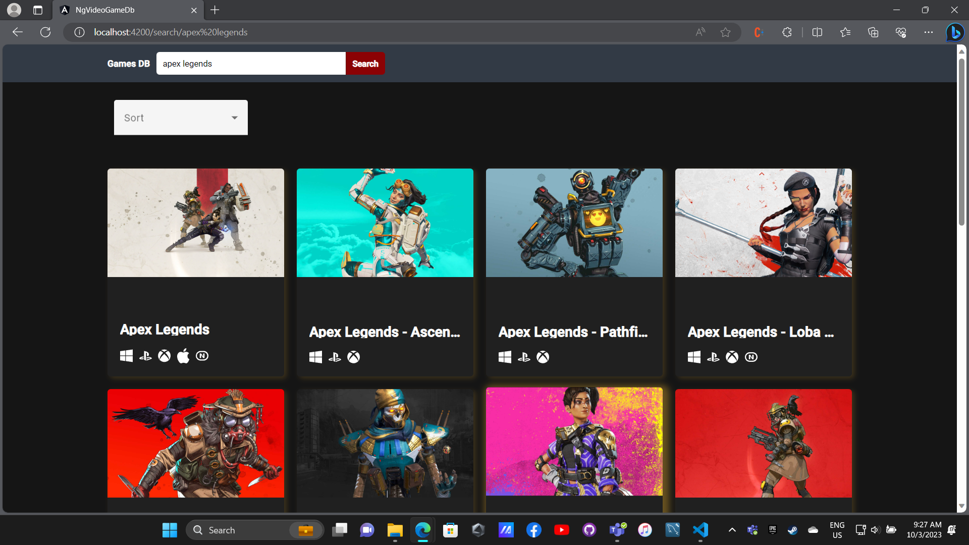 NgVideoGameDb
localhost:4200/search/apex%20legends
Games DB
apex legends
Search
Sort
Apex Legends
Apex Legends - Ascen...
Apex Legends - Pathfi...
Apex Legends - Loba ...
Search
ENG
US
9:27 AM
10/3/2023